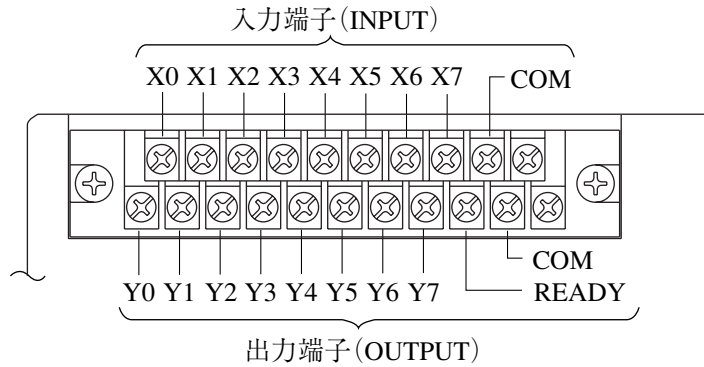 入力端子(INPUT)
X0 X1 X2 X3 X4 X5 X6 X7 COM
COM
Y0 Y1 Y2 Y3 Y4 Y5 Y6 Y7 READY
出力端子(OUTPUT)